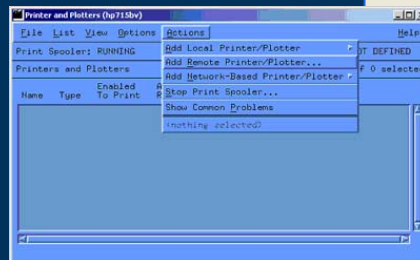 Printer and Plotters (hp715bv)
File List View Options Actions Help
Print Spooler: RUNNING
OT DEFINED
Printers and Plotters
f 0 selected
Enabled
Name Type To Print
Add Local Printer/Plotter
Add Remote Printer/Plotter...
Add Network-Based Printer/Plotter
Stop Print Spooler...
Show Common Problems
<nothing selected>